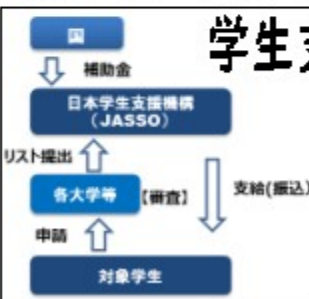 学生支
国
補助金
日本学生支援機構
（JASSO）
リスト提出
各大学等
【審査】
支給(振込)
申請
対象学生